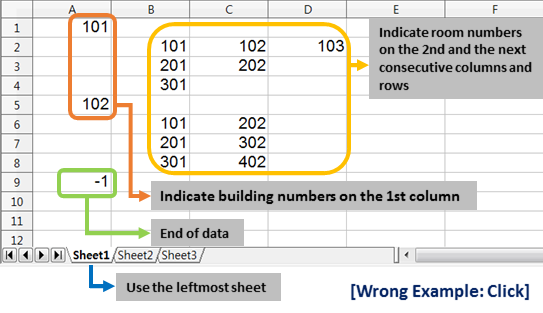 A B C D E F
1 101
2 101 102 103
3 201 202
4 301
5 102
6 101 202
7 201 302
8 301 402
9 -1
10
11
12
Indicate room numbers
on the 2nd and the next
consecutive columns and
rows
Indicate building numbers on the 1st column
End of data
Sheet1 Sheet2 Sheet3
Use the leftmost sheet
[Wrong Example: Click]